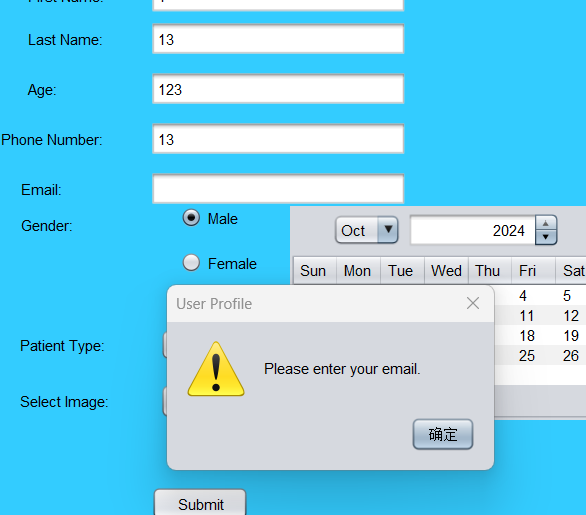 First Name:
Last Name:
13
Age:
123
Phone Number:
13
Email:
Gender:
Male
Oct
2024
Female
Sun Mon Tue Wed Thu Fri Sat
4 5
11 12
18 19
25 26
User Profile
Please enter your email.
确定
Patient Type:
Select Image:
Submit